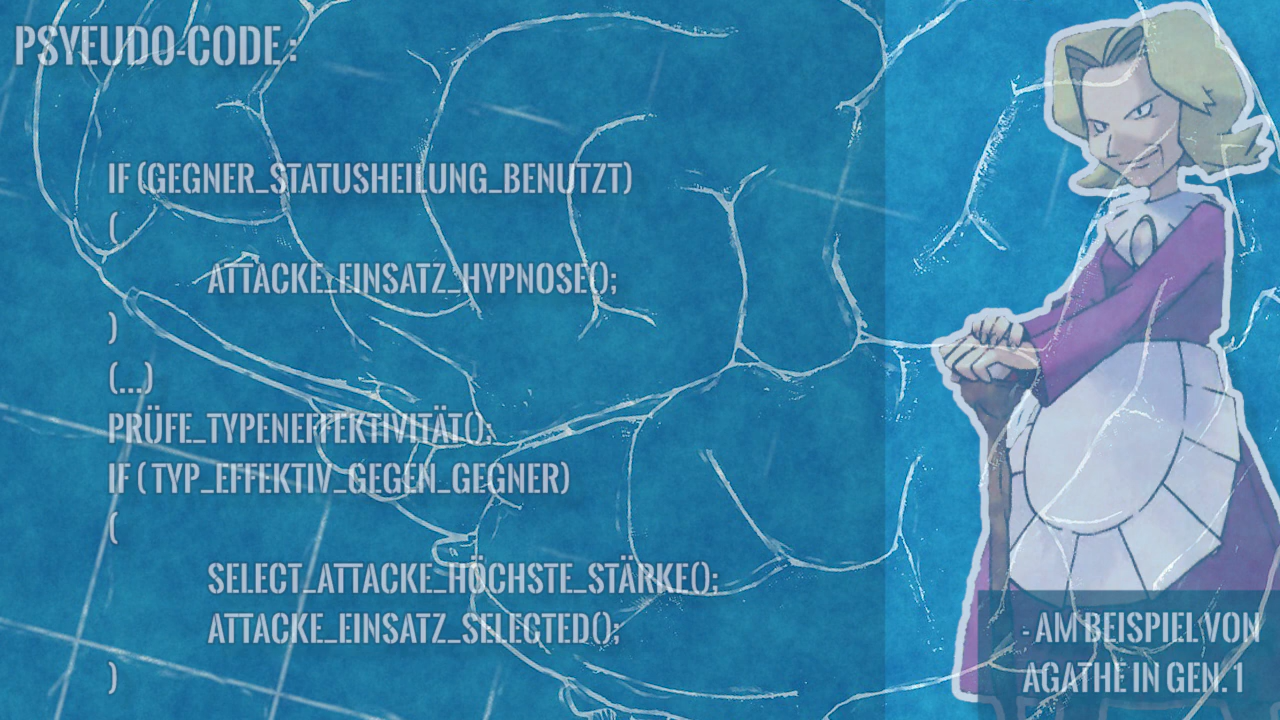 PSYEUDO-CODE:
IF (GEGNER_STATUSHEILUNG_BENUTZT)
(
ATTACKE_EINSATZ_HYPNOSE();
)
(...)
PRÜFE_TYPENEFFEKTIVITÄT();
IF ( TYP_EFFEKTIV_GEGEN_GEGNER)
(
SELECT_ATTACKE_HÖCHSTE_STÄRKE();
ATTACKE_EINSATZ_SELECTED();
)
- AM BEISPIEL VON
AGATHE IN GEN. 1